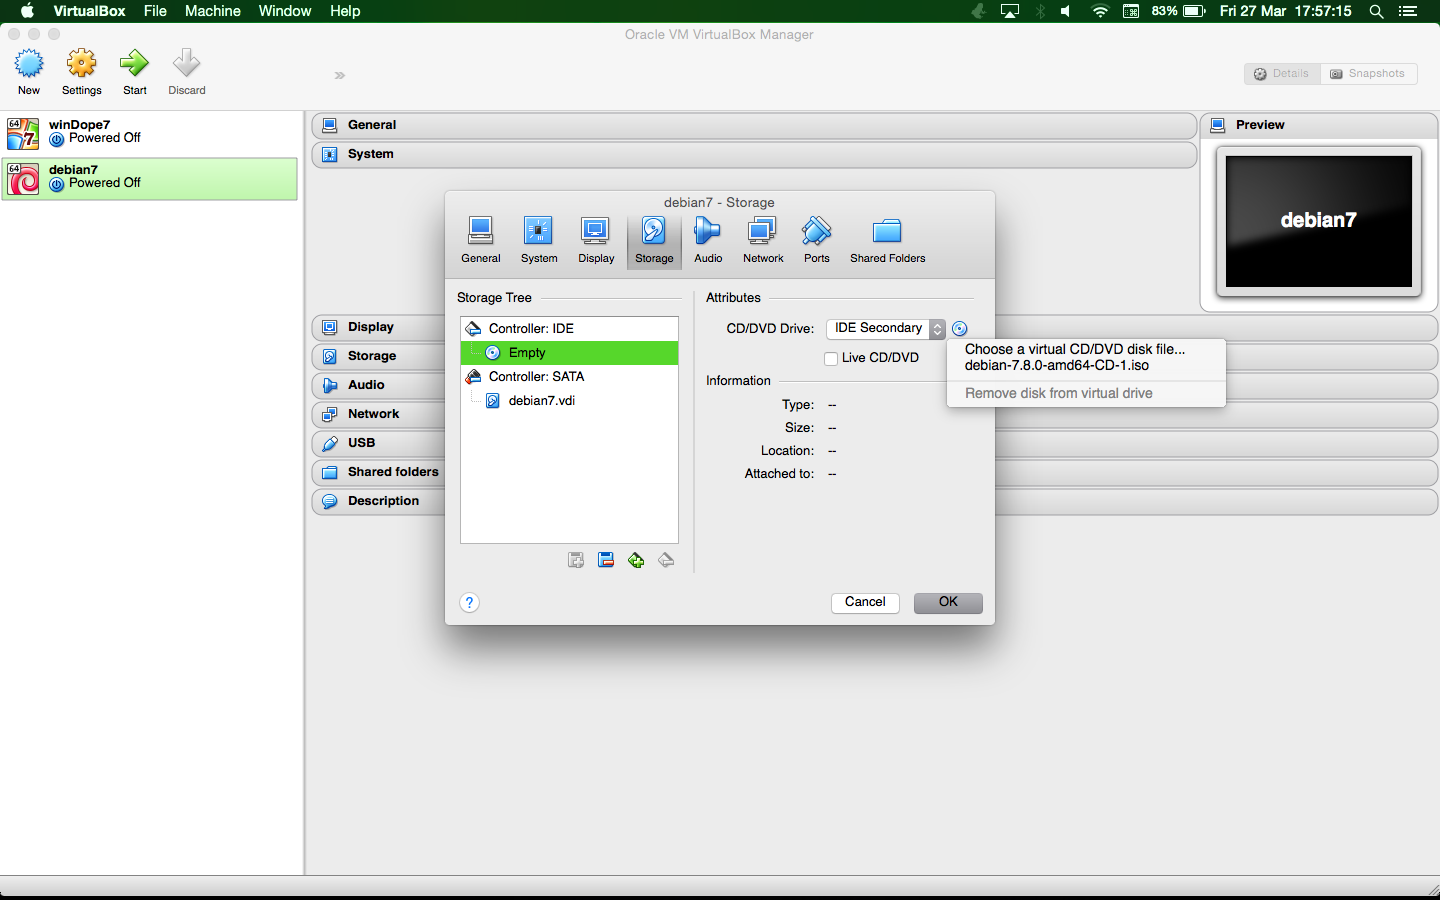 VirtualBox File Machine Window Help 83% Fri 27 Mar 17:57:15
Oracle VM VirtualBox Manager
New Settings Start Discard » Details Snapshots
64 winDope7
Powered Off
64 debian7
Powered Off
General
System
Preview
debian7
Display
Storage
Audio
Network
USB
Shared folders
Description
debian7 - Storage
General System Display Storage Audio Network Ports Shared Folders
Storage Tree
Controller: IDE
Empty
Controller: SATA
debian7.vdi
Attributes
CD/DVD Drive: IDE Secondary
Live CD/DVD
Information
Type: --
Size: --
Location: --
Attached to: --
Choose a virtual CD/DVD disk file...
debian-7.8.0-amd64-CD-1.iso
Remove disk from virtual drive
? Cancel OK